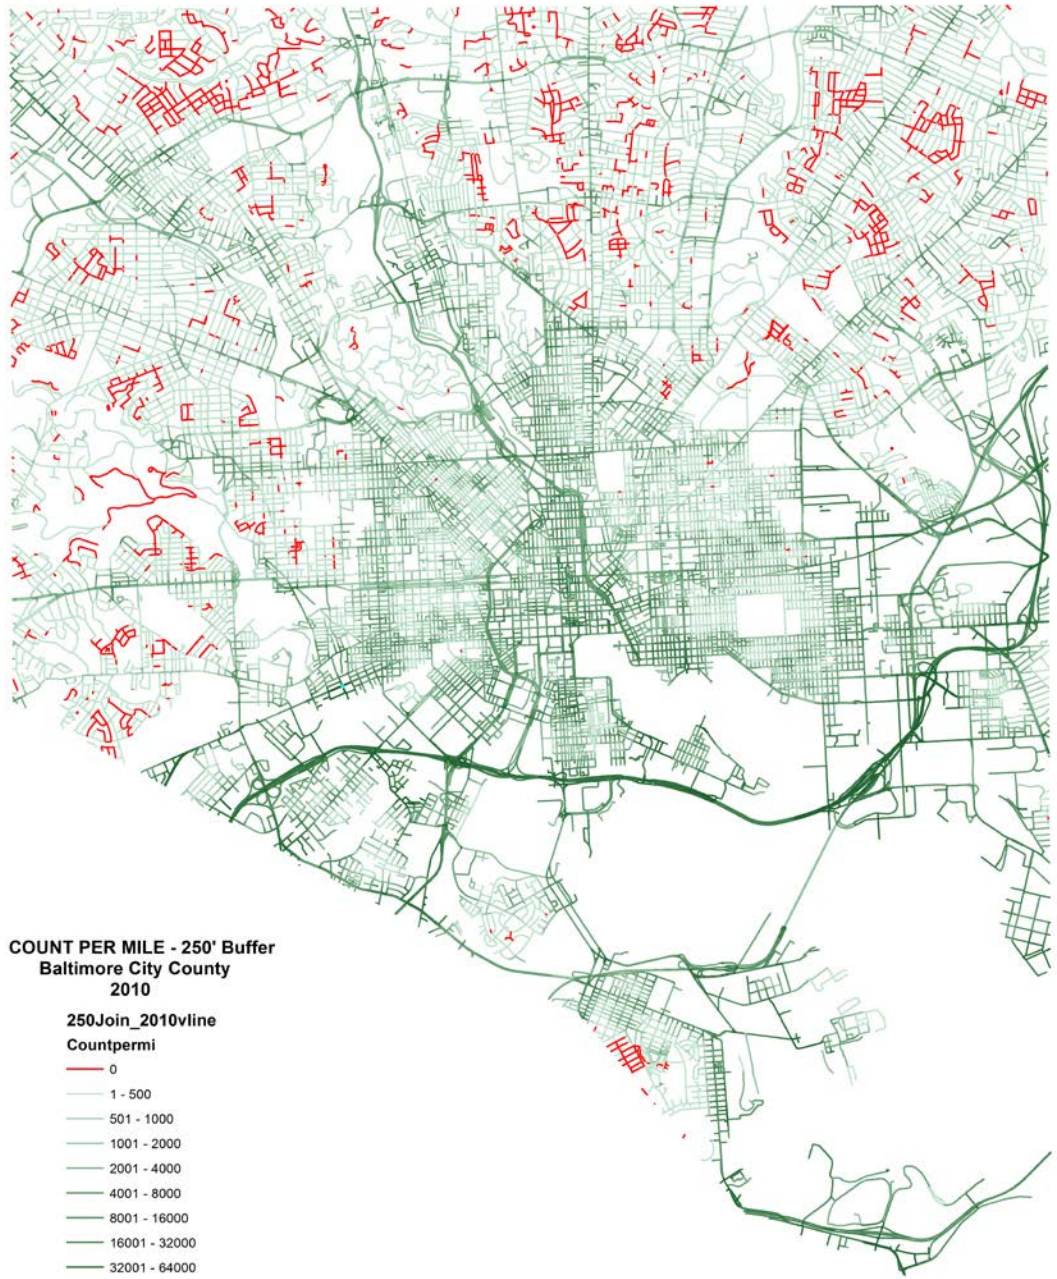 COUNT PER MILE - 250' Buffer
Baltimore City County
2010
250Join_2010vline
Countpermi
0
1 - 500
501 - 1000
1001 - 2000
2001 - 4000
4001 - 8000
8001 - 16000
16001 - 32000
32001 - 64000